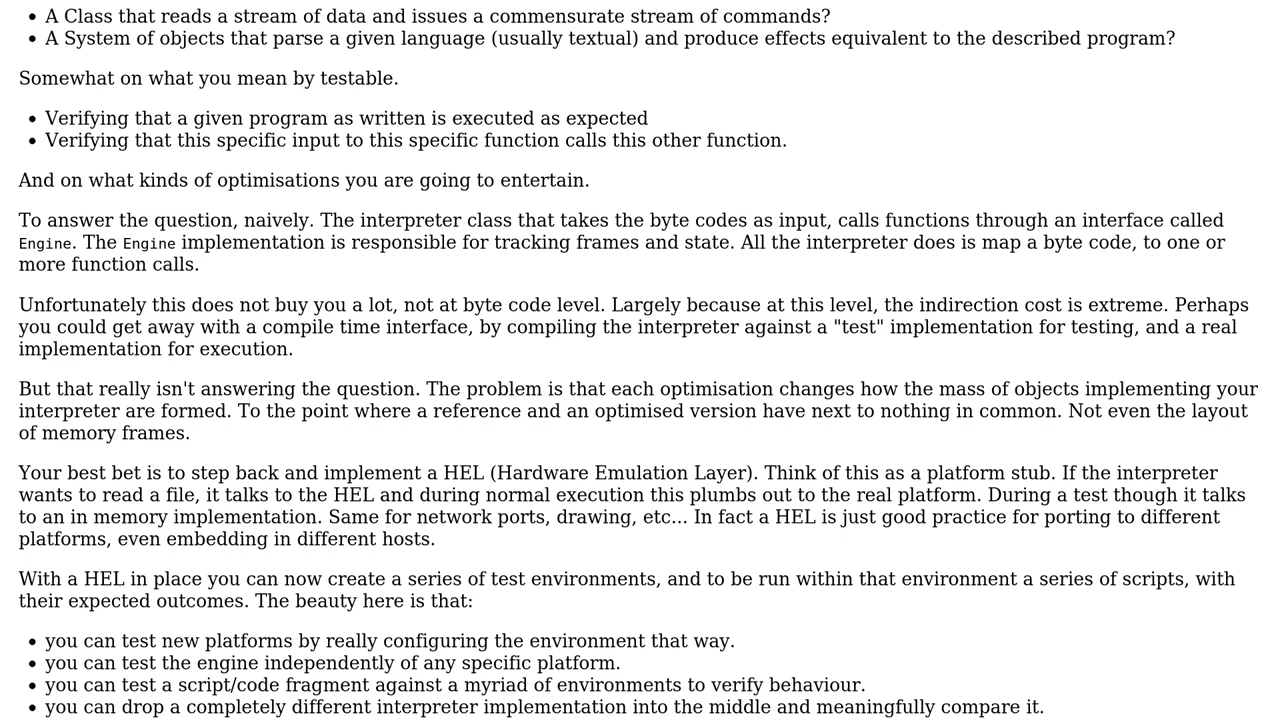 • A Class that reads a stream of data and issues a commensurate stream of commands?
• A System of objects that parse a given language (usually textual) and produce effects equivalent to the described program?
Somewhat on what you mean by testable.
• Verifying that a given program as written is executed as expected
• Verifying that this specific input to this specific function calls this other function.
And on what kinds of optimisations you are going to entertain.
To answer the question, naively. The interpreter class that takes the byte codes as input, calls functions through an interface called
Engine. The Engine implementation is responsible for tracking frames and state. All the interpreter does is map a byte code, to one or
more function calls.
Unfortunately this does not buy you a lot, not at byte code level. Largely because at this level, the indirection cost is extreme. Perhaps
you could get away with a compile time interface, by compiling the interpreter against a "test" implementation for testing, and a real
implementation for execution.
But that really isn't answering the question. The problem is that each optimisation changes how the mass of objects implementing your
interpreter are formed. To the point where a reference and an optimised version have next to nothing in common. Not even the layout
of memory frames.
Your best bet is to step back and implement a HEL (Hardware Emulation Layer). Think of this as a platform stub. If the interpreter
wants to read a file, it talks to the HEL and during normal execution this plumbs out to the real platform. During a test though it talks
to an in memory implementation. Same for network ports, drawing, etc... In fact a HEL is just good practice for porting to different
platforms, even embedding in different hosts.
With a HEL in place you can now create a series of test environments, and to be run within that environment a series of scripts, with
their expected outcomes. The beauty here is that:
• you can test new platforms by really configuring the environment that way.
• you can test the engine independently of any specific platform.
• you can test a script/code fragment against a myriad of environments to verify behaviour.
• you can drop a completely different interpreter implementation into the middle and meaningfully compare it.